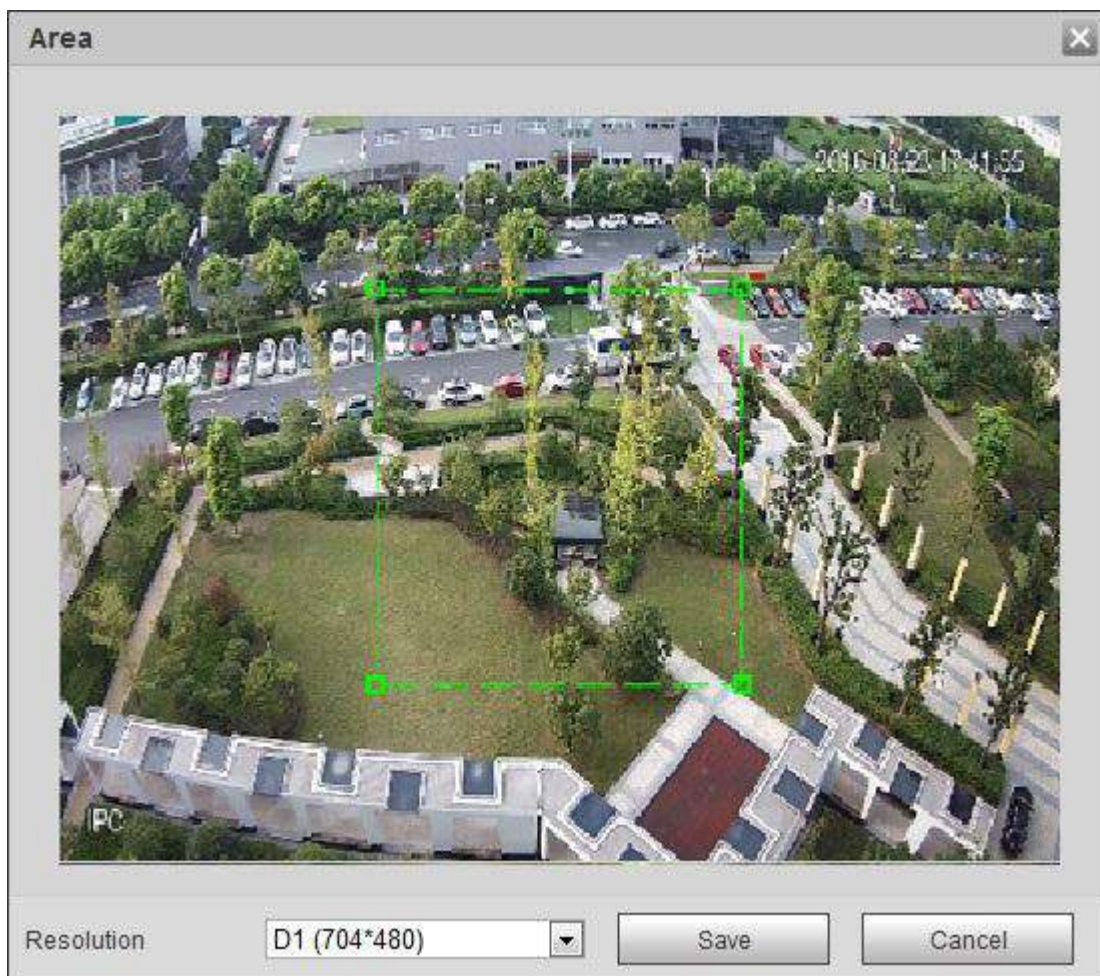 Area
2016-08-23 17:41:55
IPC
Resolution
D1 (704*480)
Save
Cancel